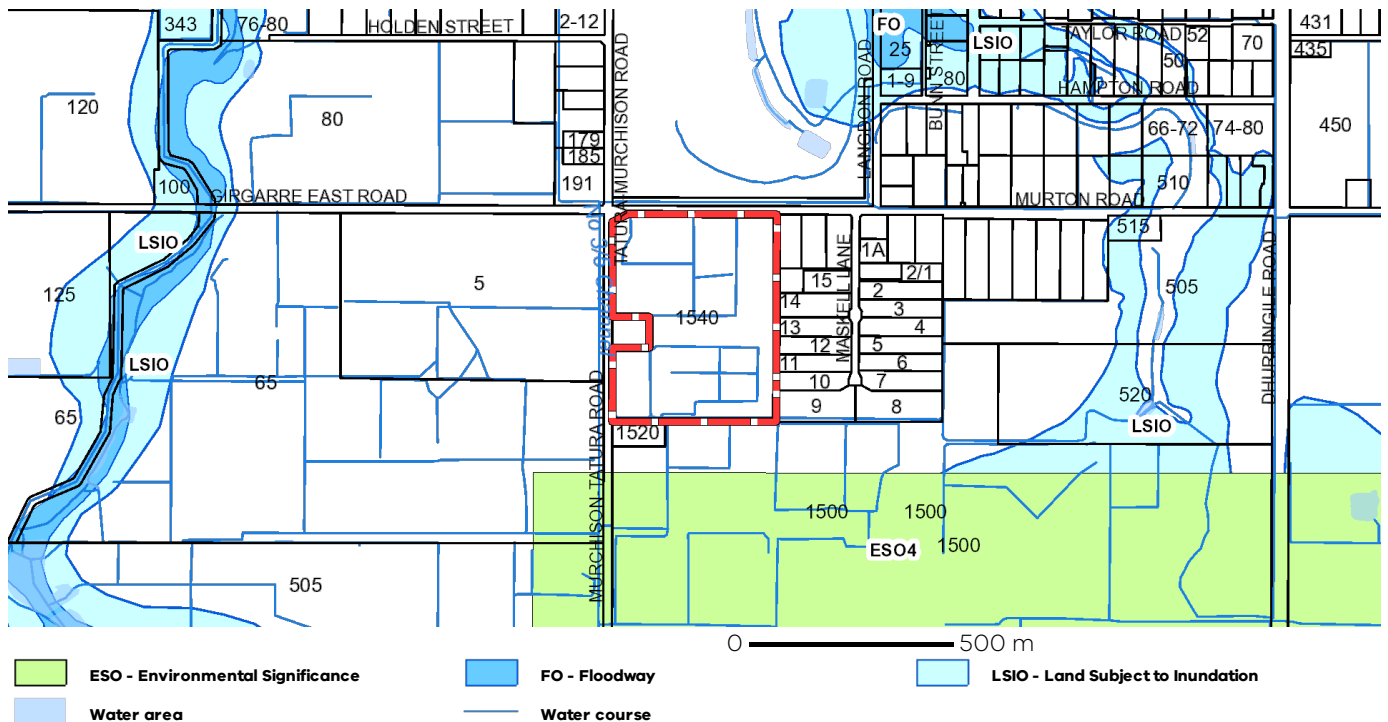 343
76-80
HOLDEN STREET
2-12
FO
25
LSIO
TAYLOR ROAD
52
70
50
431
435
1-9
80
HAMPTON ROAD
120
80
TATURA-MURCHISON ROAD
LANGDON ROAD
BUNN STREET
66-72
74-80
450
179
185
191
100
GIRGARRE EAST ROAD
510
MURTON ROAD
LSIO
515
1A
MASKELL LANE
15
2/1
2
14
3
125
5
1540
13
4
505
DHURRINGILE ROAD
12
5
LSIO
11
6
65
10
7
520
65
9
8
LSIO
MURCHISON TATURA ROAD
1520
1500
1500
1500
ESO4
505
0
500 m
ESO - Environmental Significance
FO - Floodway
LSIO - Land Subject to Inundation
Water area
Water course